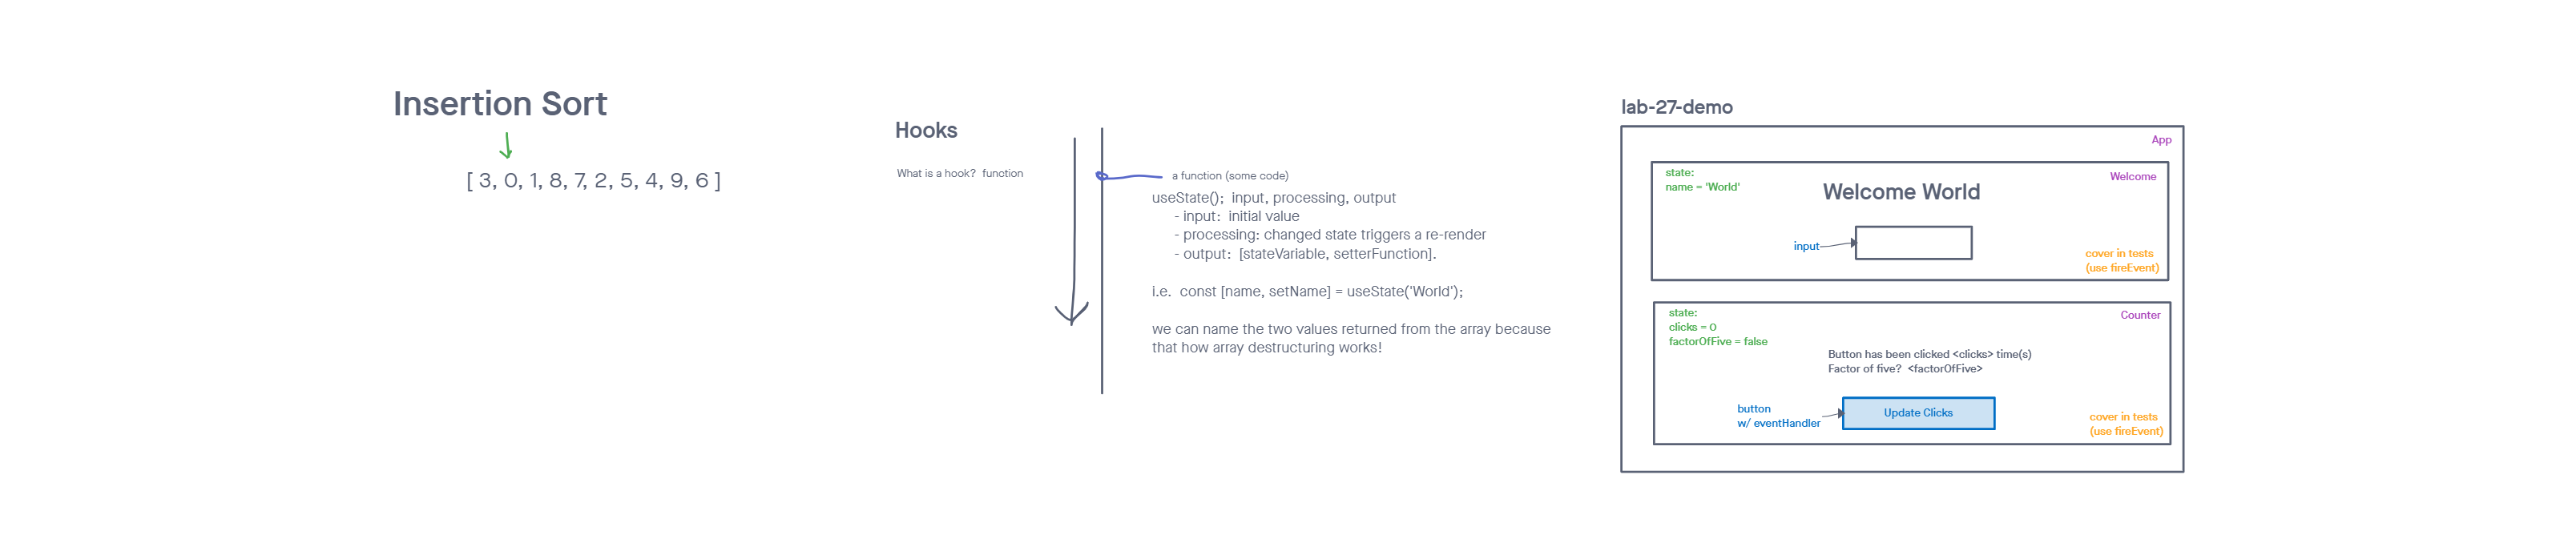 Insertion Sort
[ 3, 0, 1, 8, 7, 2, 5, 4, 9, 6 ]
Hooks
What is a hook?  function
a function (some code)
useState();  input, processing, output
- input:  initial value
- processing: changed state triggers a re-render
- output:  [stateVariable, setterFunction].
i.e.  const [name, setName] = useState('World');
we can name the two values returned from the array because
that how array destructuring works!
lab-27-demo
App
state:
name = 'World'
Welcome
Welcome World
input
cover in tests
(use fireEvent)
state:
clicks = 0
factorOfFive = false
Counter
Button has been clicked <clicks> time(s)
Factor of five?  <factorOfFive>
button
w/ eventHandler
Update Clicks
cover in tests
(use fireEvent)